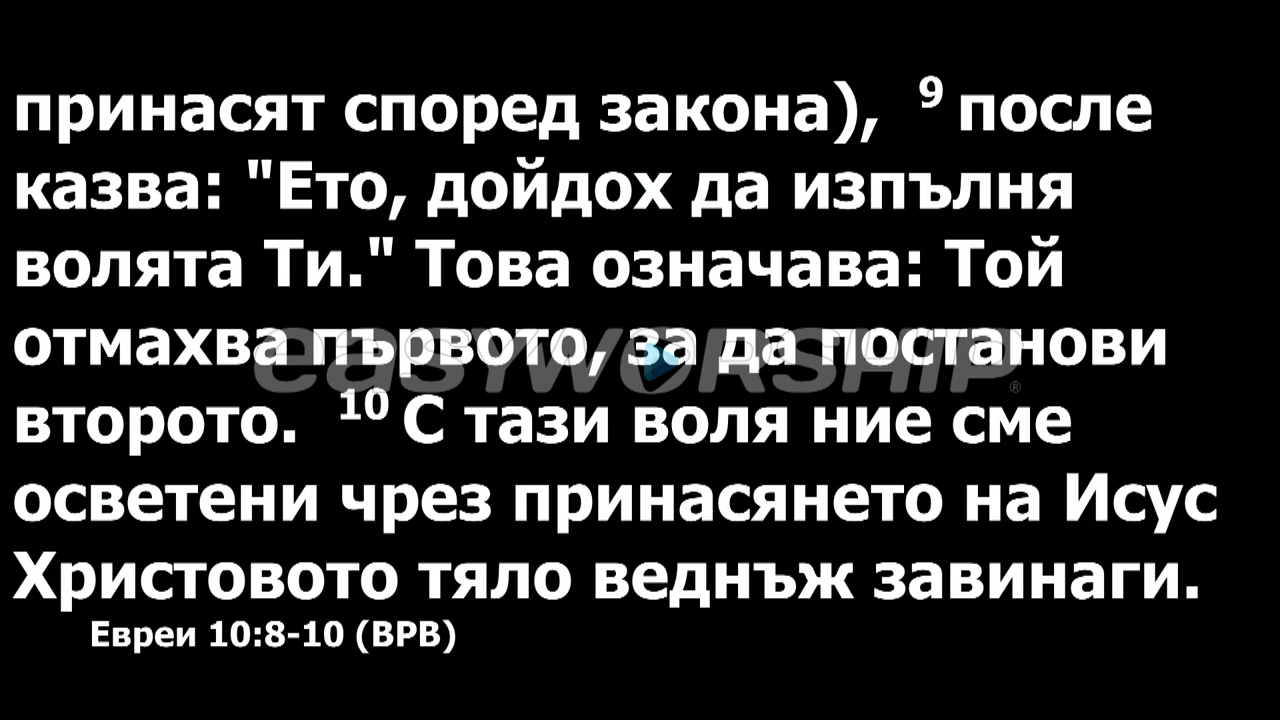 принасят според закона), 9 после
казва: "Ето, дойдох да изпълня
волята Ти." Това означава: Той
отмахва първото, за да постанови
второто. 10 С тази воля ние сме
осветени чрез принасянето на Исус
Христовото тяло веднъж завинаги.
Евреи 10:8-10 (ВРВ)
easyworship®